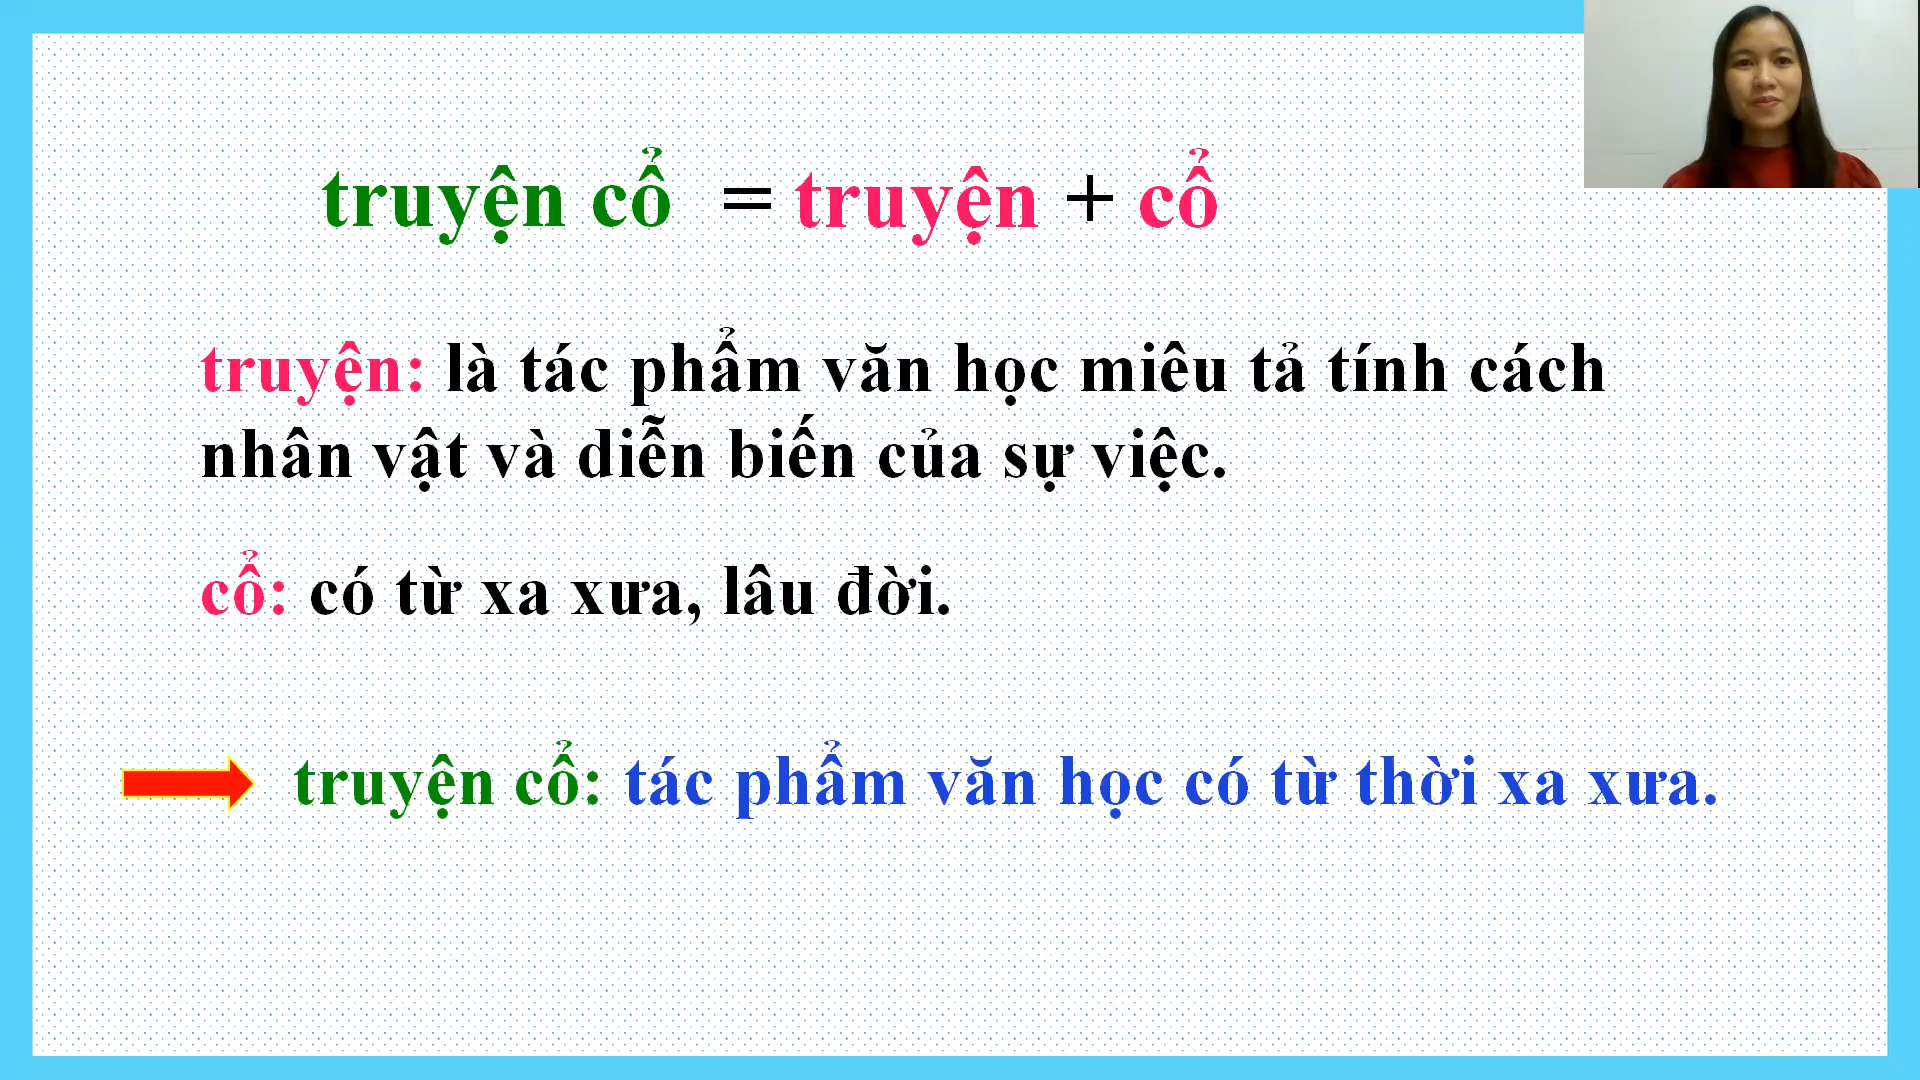 truyện cổ = truyện + cổ
truyện: là tác phẩm văn học miêu tả tính cách
nhân vật và diễn biến của sự việc.
cổ: có từ xa xưa, lâu đời.
truyện cổ: tác phẩm văn học có từ thời xa xưa.